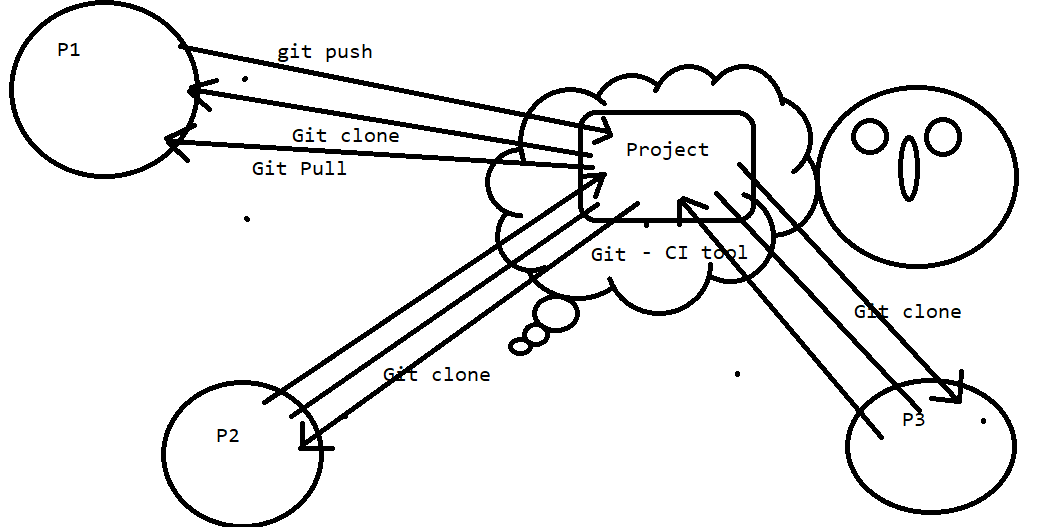 P1
git push
Git clone
Project
Git Pull
Git - CI tool
Git clone
Git clone
P3
P2